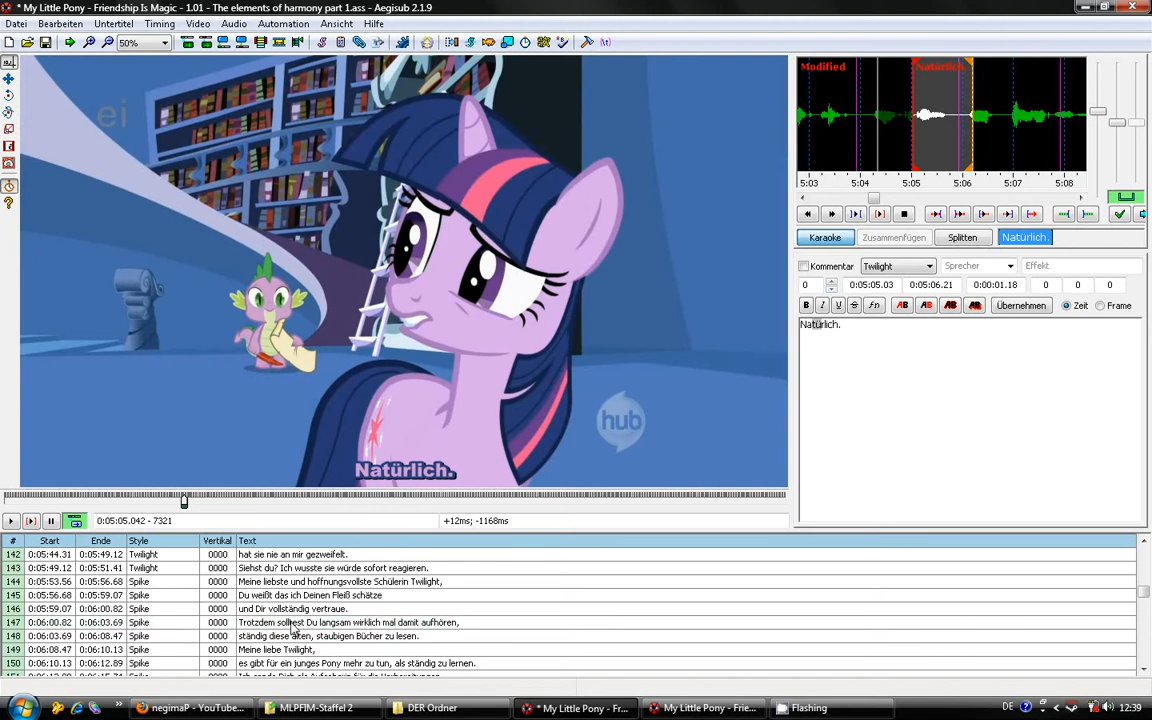 * My Little Pony - Friendship Is Magic - 1.01 - The elements of harmony part 1.ass - Aegisub 2.1.9
Datei Bearbeiten Untertitel Timing Video Audio Automation Ansicht Hilfe
50%
ei
hub
Natürlich.
Modified
Natürlich.
5:03 5:04 5:05 5:06 5:07 5:08
Karaoke Zusammenfügen Splitten Natürlich.
Kommentar Twilight Sprecher Effekt
0 0:05:05.03 0:05:06.21 0:00:01.18 0 0 0
B I U S fn AB AB AB AB Übernehmen Zeit Frame
Natürlich.
0:05:05.042 - 7321 +12ms; -1168ms
# Start Ende Style Vertikal Text
142 0:05:44.31 0:05:49.12 Twilight 0000 hat sie nie an mir gezweifelt.
143 0:05:49.12 0:05:51.41 Twilight 0000 Siehst du? Ich wusste sie würde sofort reagieren.
144 0:05:53.56 0:05:56.68 Spike 0000 Meine liebste und hoffnungsvollste Schülerin Twilight,
145 0:05:56.68 0:05:59.07 Spike 0000 Du weißt das ich Deinen Fleiß schätze
146 0:05:59.07 0:06:00.82 Spike 0000 und Dir vollständig vertraue.
147 0:06:00.82 0:06:03.69 Spike 0000 Trotzdem solltest Du langsam wirklich mal damit aufhören,
148 0:06:03.69 0:06:08.47 Spike 0000 ständig diese alten, staubigen Bücher zu lesen.
149 0:06:08.47 0:06:10.13 Spike 0000 Meine liebe Twilight,
150 0:06:10.13 0:06:12.89 Spike 0000 es gibt für ein junges Pony mehr zu tun, als ständig zu lernen.
negimaP - YouTube... MLPFIM-Staffel 2 DER Ordner * My Little Pony - Fr... My Little Pony - Frie... Flashing DE 12:39